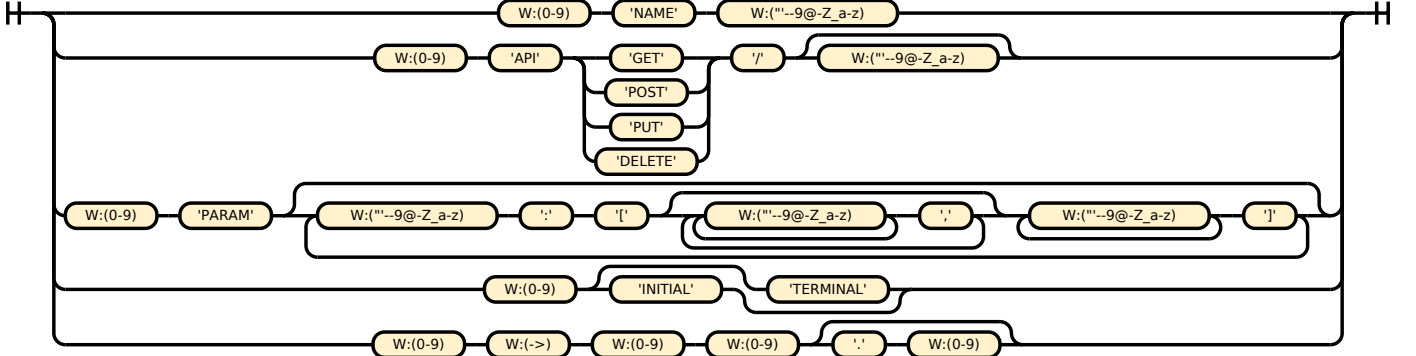 W:(0-9) 'NAME' W:("'--9@-Z_a-z)
W:(0-9) 'API' 'GET' '/' W:("'--9@-Z_a-z)
'POST'
'PUT'
'DELETE'
W:(0-9) 'PARAM' W:("'--9@-Z_a-z) ':' '[' W:("'--9@-Z_a-z) ',' W:("'--9@-Z_a-z) ']'
W:(0-9) 'INITIAL' 'TERMINAL'
W:(0-9) W:(->) W:(0-9) W:(0-9) '.' W:(0-9)